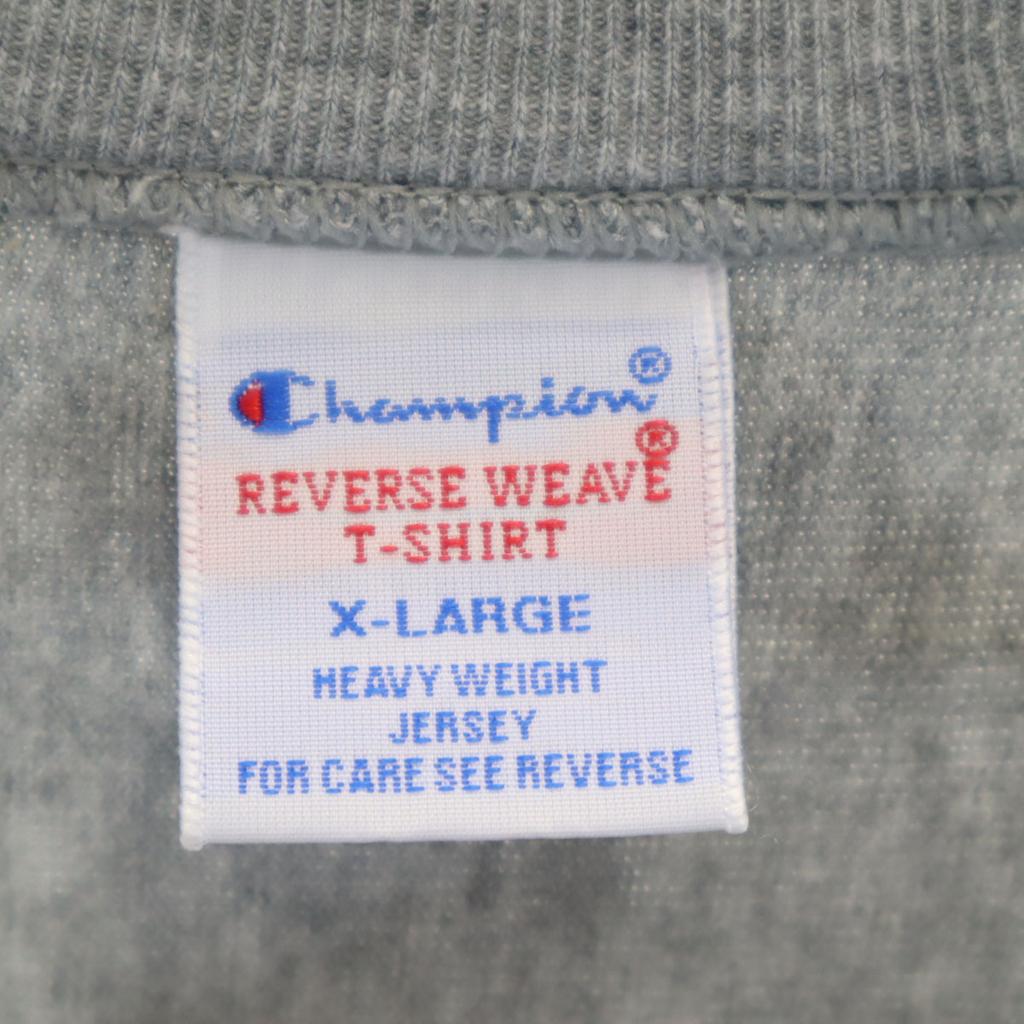 Champion®
REVERSE WEAVE®
T-SHIRT
X-LARGE
HEAVY WEIGHT
JERSEY
FOR CARE SEE REVERSE